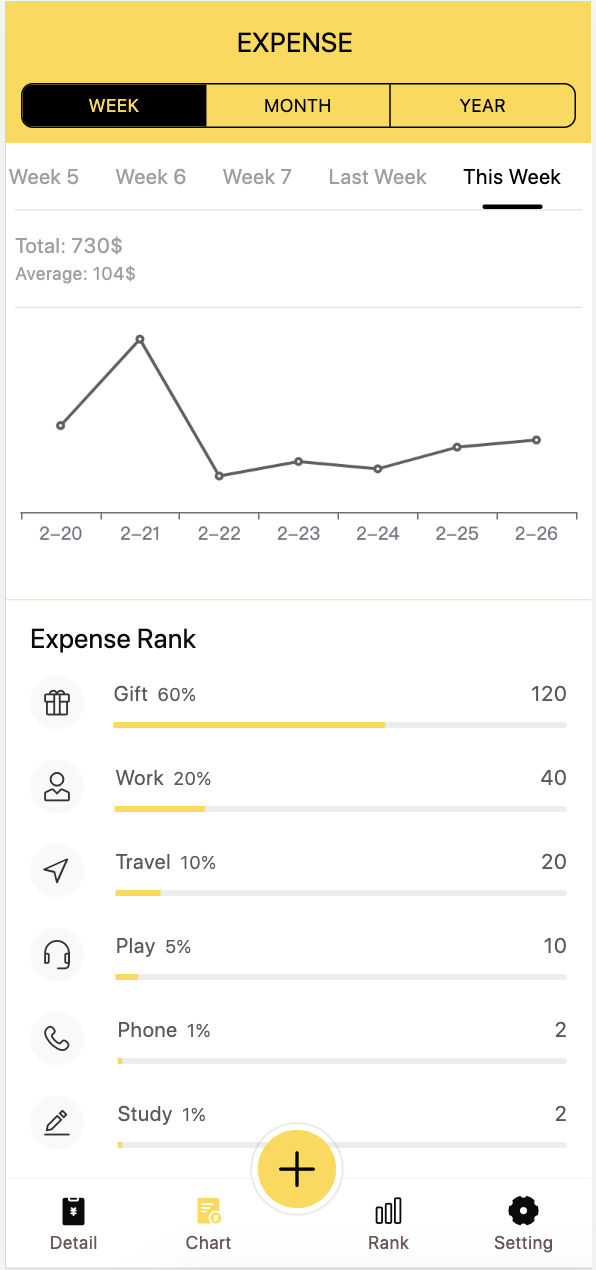 EXPENSE
WEEK MONTH YEAR
Week 5 Week 6 Week 7 Last Week This Week
Total: 730$
Average: 104$
2-20 2-21 2-22 2-23 2-24 2-25 2-26
Expense Rank
Gift 60% 120
Work 20% 40
Travel 10% 20
Play 5% 10
Phone 1% 2
Study 1% 2
¥ ¥
Detail Chart Rank Setting